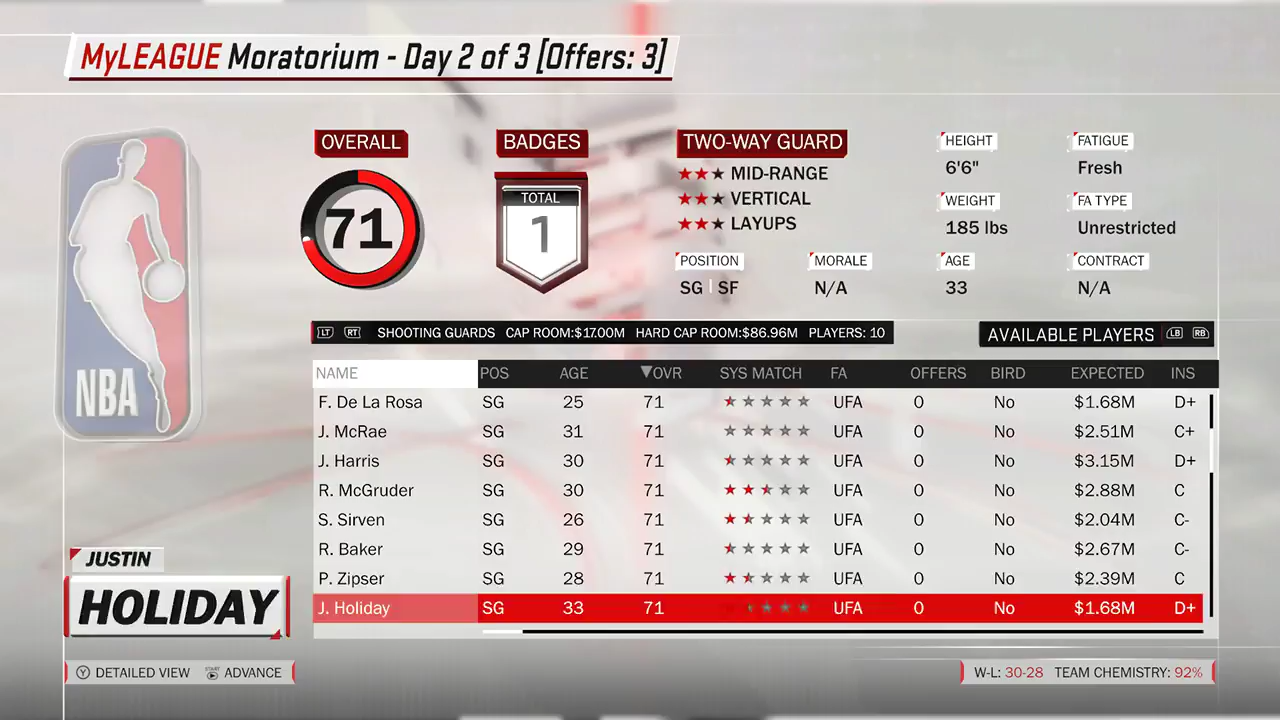 MyLEAGUE Moratorium - Day 2 of 3 [Offers: 3]
NBA
OVERALL
71
BADGES
TOTAL
1
TWO-WAY GUARD
★★★ MID-RANGE
★★★ VERTICAL
★★★ LAYUPS
POSITION MORALE
SG | SF N/A
HEIGHT FATIGUE
6'6" Fresh
WEIGHT FA TYPE
185 lbs Unrestricted
AGE CONTRACT
33 N/A
LT RT SHOOTING GUARDS CAP ROOM:$17.00M HARD CAP ROOM:$86.96M PLAYERS: 10
AVAILABLE PLAYERS LB RB
NAME POS AGE ▼OVR SYS MATCH FA OFFERS BIRD EXPECTED INS
F. De La Rosa SG 25 71 ★★★★★ UFA 0 No $1.68M D+
J. McRae SG 31 71 ★★★★★ UFA 0 No $2.51M C+
J. Harris SG 30 71 ★★★★★ UFA 0 No $3.15M D+
R. McGruder SG 30 71 ★★★★★ UFA 0 No $2.88M C
S. Sirven SG 26 71 ★★★★★ UFA 0 No $2.04M C-
R. Baker SG 29 71 ★★★★★ UFA 0 No $2.67M C-
P. Zipser SG 28 71 ★★★★★ UFA 0 No $2.39M C
J. Holiday SG 33 71 ★★★★★ UFA 0 No $1.68M D+
JUSTIN
HOLIDAY
Y DETAILED VIEW START ADVANCE
W-L: 30-28 TEAM CHEMISTRY: 92%